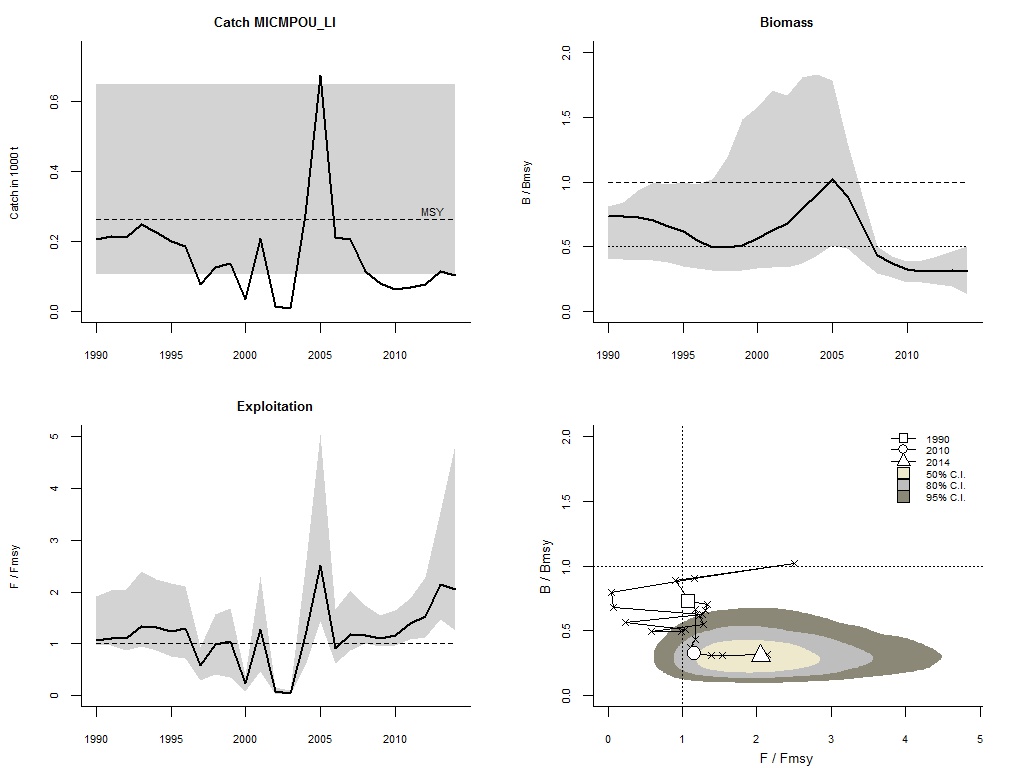 Catch MICMPOU_LI
Catch in 1000 t
0.0 0.2 0.4 0.6
MSY
1990 1995 2000 2005 2010
Biomass
B / Bmsy
0.0 0.5 1.0 1.5 2.0
1990 1995 2000 2005 2010
Exploitation
F / Fmsy
0 1 2 3 4 5
1990 1995 2000 2005 2010
B / Bmsy
0.0 0.5 1.0 1.5 2.0
1990
2010
2014
50% C.I.
80% C.I.
95% C.I.
0 1 2 3 4 5
F / Fmsy